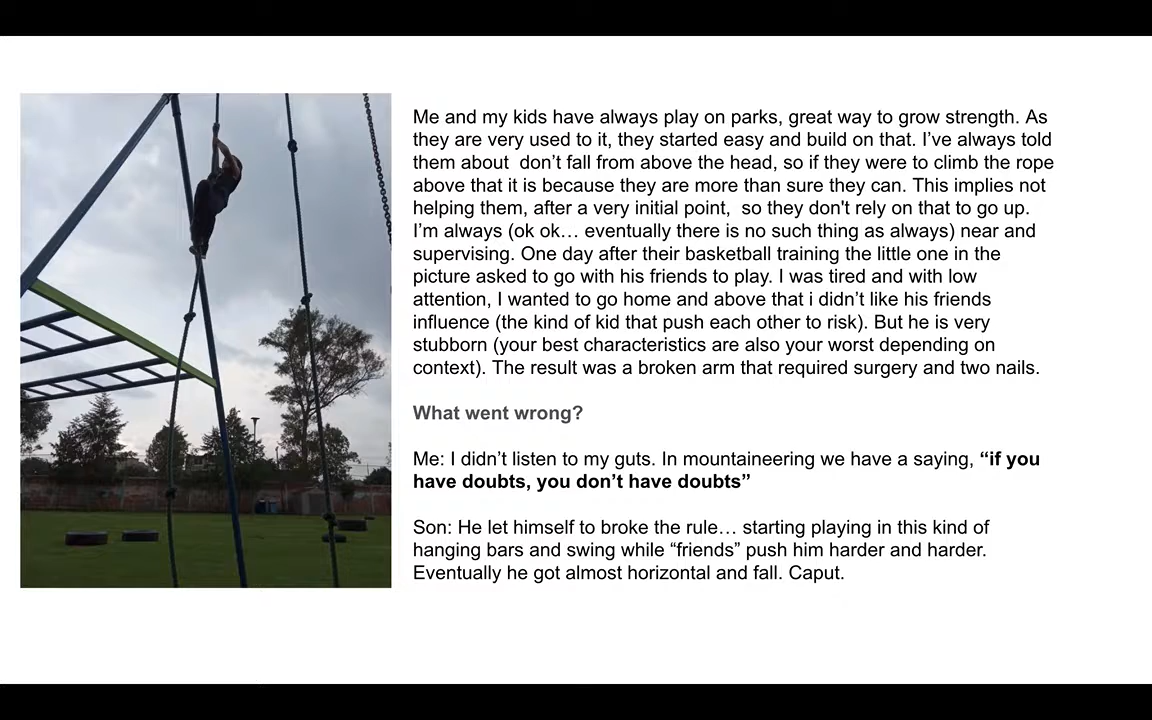 Me and my kids have always play on parks, great way to grow strength. As
they are very used to it, they started easy and build on that. I’ve always told
them about  don’t fall from above the head, so if they were to climb the rope
above that it is because they are more than sure they can. This implies not
helping them, after a very initial point,  so they don't rely on that to go up.
I’m always (ok ok… eventually there is no such thing as always) near and
supervising. One day after their basketball training the little one in the
picture asked to go with his friends to play. I was tired and with low
attention, I wanted to go home and above that i didn’t like his friends
influence (the kind of kid that push each other to risk). But he is very
stubborn (your best characteristics are also your worst depending on
context). The result was a broken arm that required surgery and two nails.
What went wrong?
Me: I didn’t listen to my guts. In mountaineering we have a saying, “if you
have doubts, you don’t have doubts”
Son: He let himself to broke the rule… starting playing in this kind of
hanging bars and swing while “friends” push him harder and harder.
Eventually he got almost horizontal and fall. Caput.